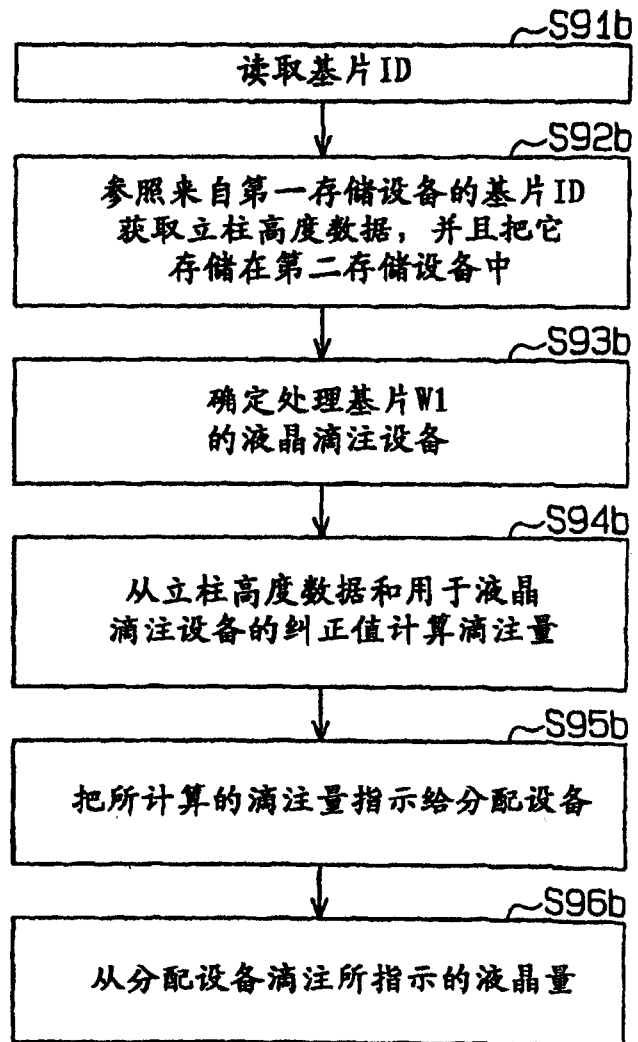 S91b
读取基片ID
S92b
参照来自第一存储设备的基片ID
获取立柱高度数据，并且把它
存储在第二存储设备中
S93b
确定处理基片W1
的液晶滴注设备
S94b
从立柱高度数据和用于液晶
滴注设备的纠正值计算滴注量
S95b
把所计算的滴注量指示给分配设备
S96b
从分配设备滴注所指示的液晶量